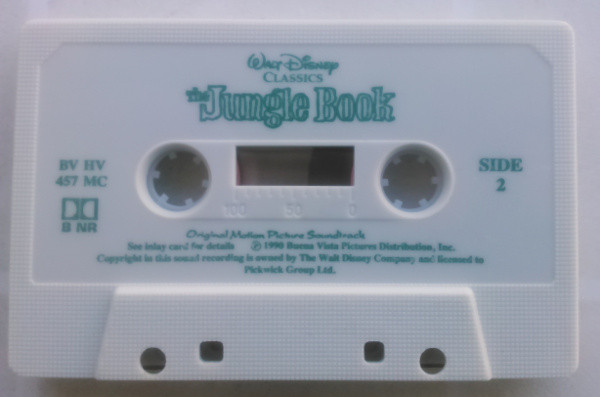 Walt Disney
CLASSICS
the Jungle Book
BV HV
457 MC
SIDE
2
B NR
100 50 0
Original Motion Picture Soundtrack
See inlay card for details ℗ 1990 Buena Vista Pictures Distribution, Inc.
Copyright in this sound recording is owned by The Walt Disney Company and licensed to
Pickwick Group Ltd.